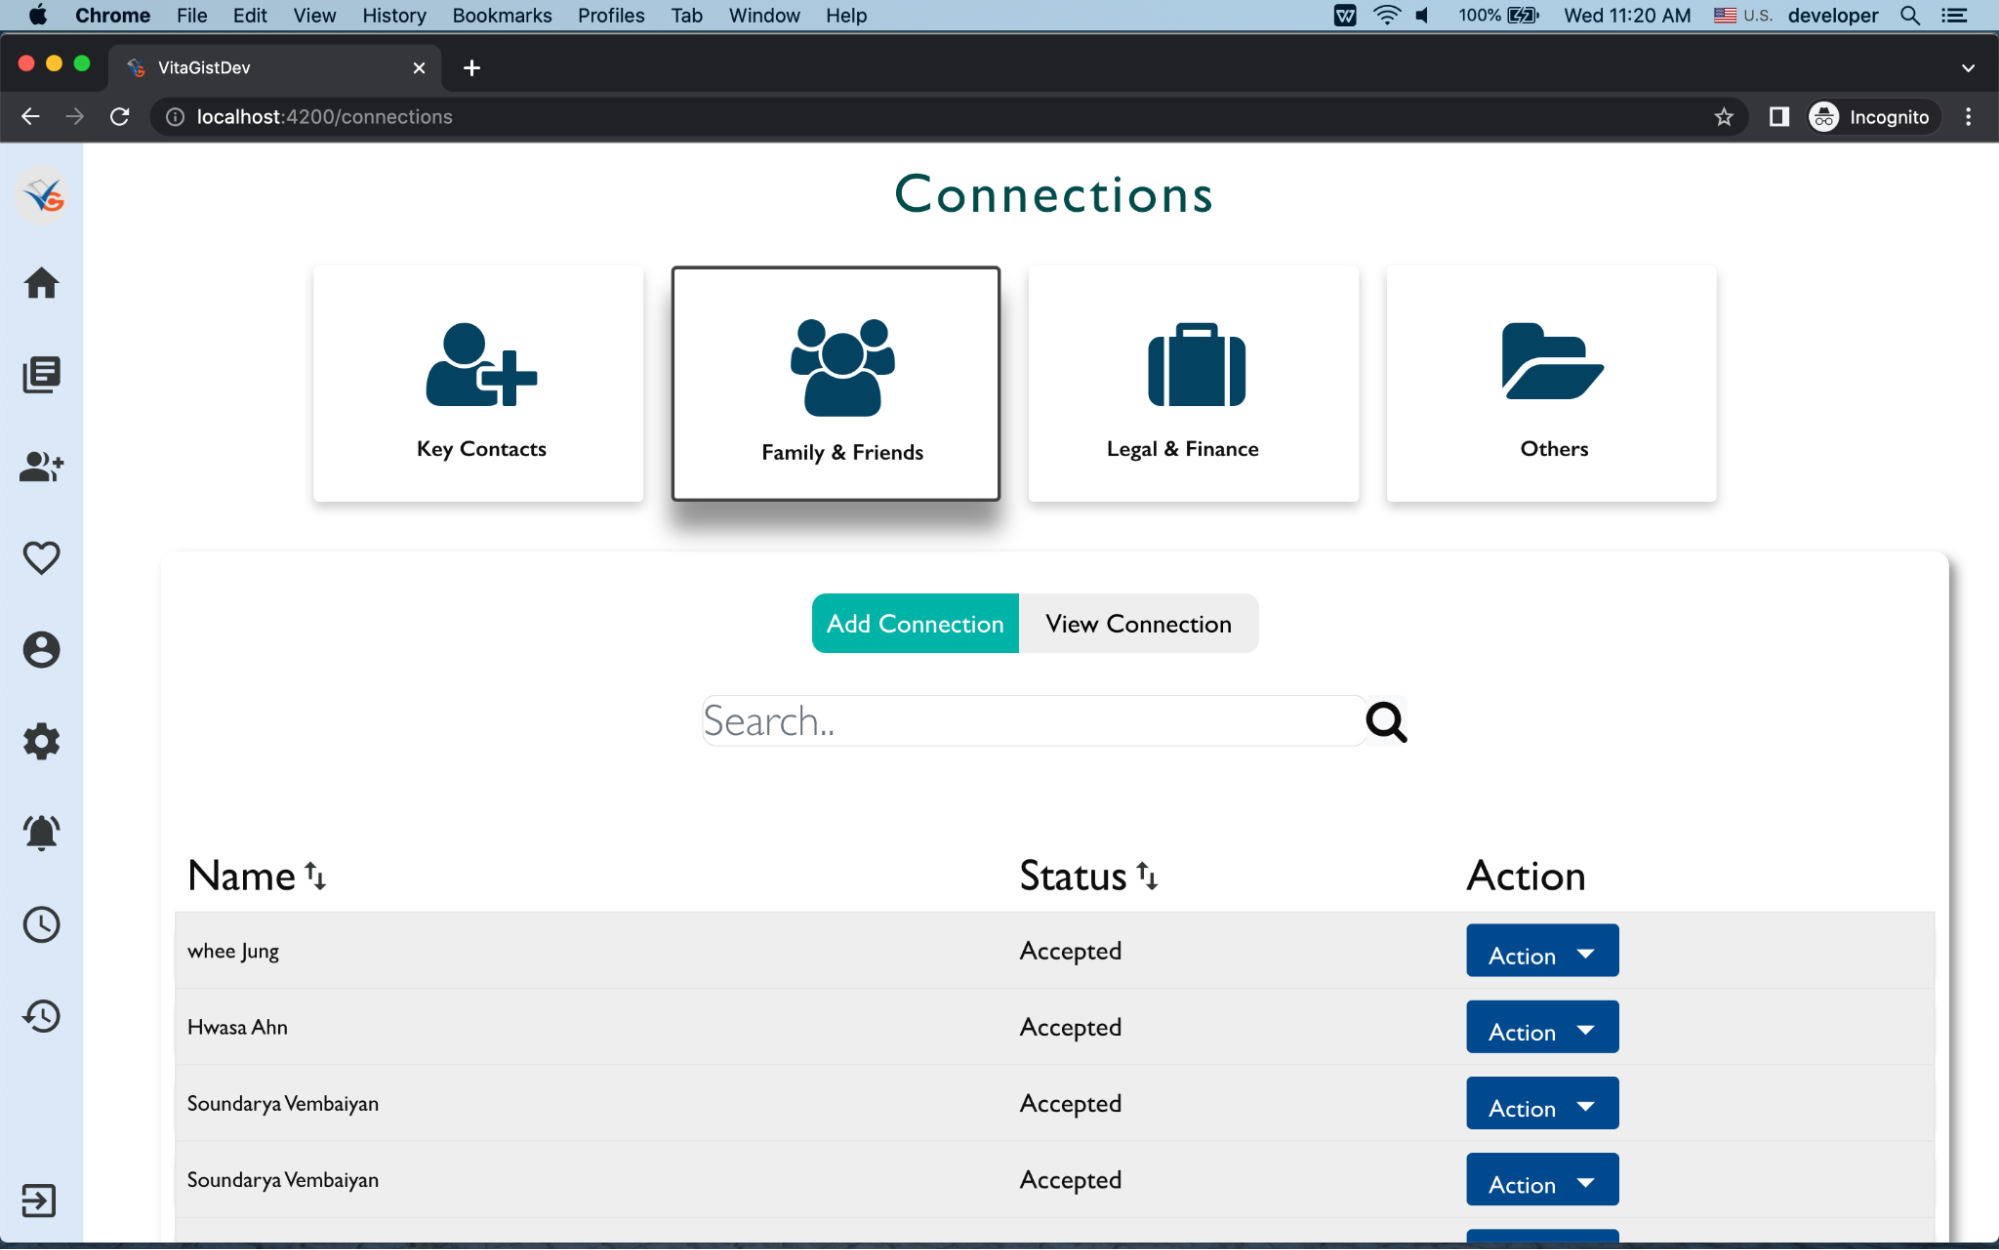 Chrome File Edit View History Bookmarks Profiles Tab Window Help 100% Wed 11:20 AM U.S. developer
VitaGistDev
localhost:4200/connections Incognito
Connections
Key Contacts Family & Friends Legal & Finance Others
Add Connection View Connection
Search..
Name Status Action
whee Jung Accepted Action
Hwasa Ahn Accepted Action
Soundarya Vembaiyan Accepted Action
Soundarya Vembaiyan Accepted Action